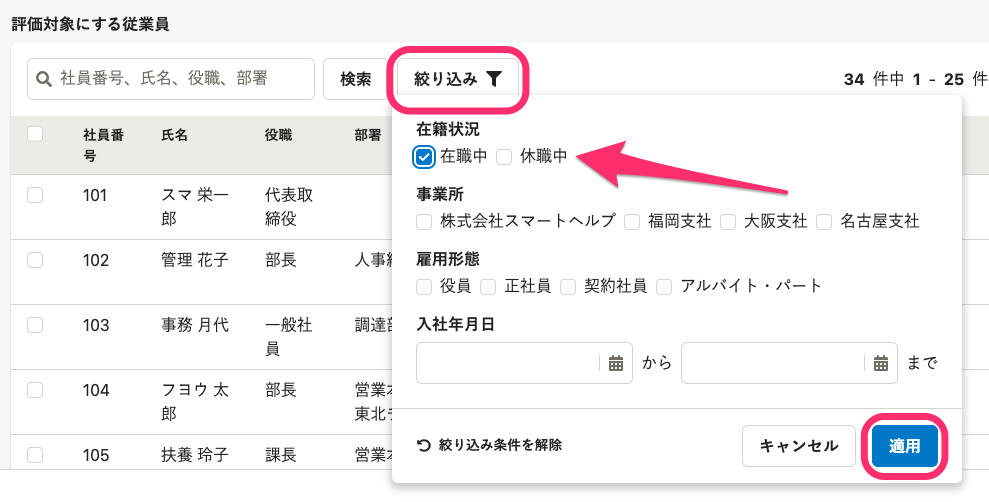 評価対象にする従業員
社員番号、氏名、役職、部署
検索
絞り込み
34 件中 1 - 25 件
社員番
号
氏名
役職
部署
101
スマ 栄一
郎
代表取
締役
102
管理 花子
部長
人事
103
事務 月代
一般社
員
調達
104
フヨウ 太
郎
部長
営業
東北
105
扶養 玲子
課長
営業
在籍状況
在職中
休職中
事業所
株式会社スマートヘルプ
福岡支社
大阪支社
名古屋支社
雇用形態
役員
正社員
契約社員
アルバイト・パート
入社年月日
から
まで
絞り込み条件を解除
キャンセル
適用